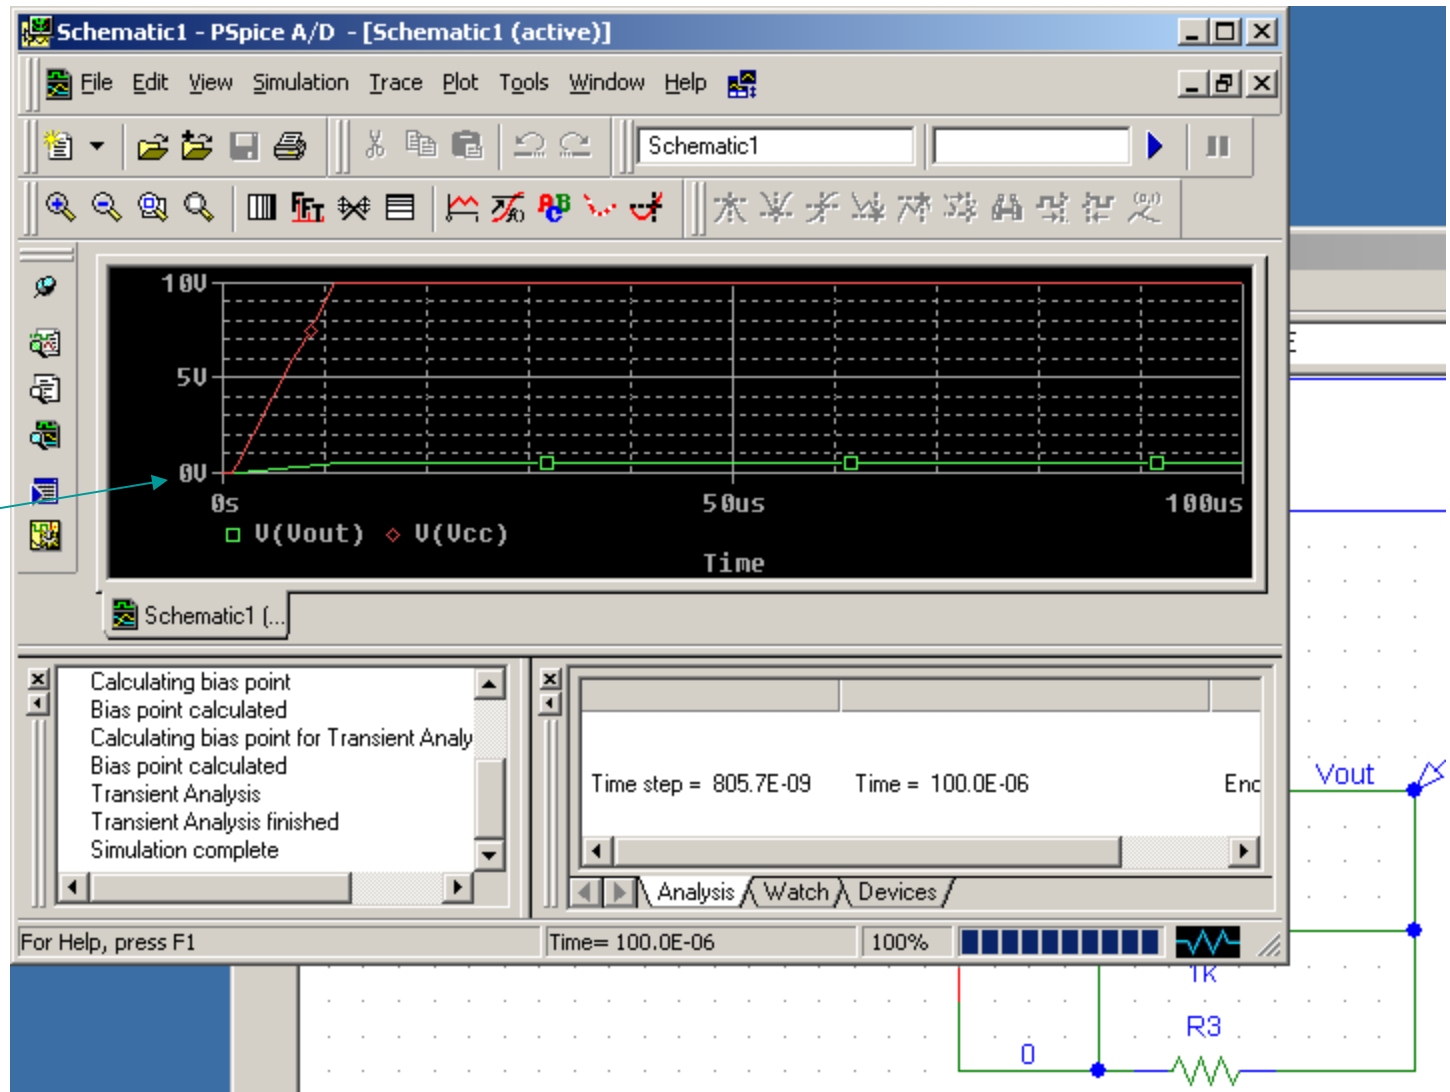 Schematic1 - PSpice A/D - [Schematic1 (active)]
File Edit View Simulation Trace Plot Tools Window Help
Schematic1
10V
5V
0V
0s 50us 100us
V(Vout) V(Vcc)
Time
Schematic1 (...
Calculating bias point
Bias point calculated
Calculating bias point for Transient Analy
Bias point calculated
Transient Analysis
Transient Analysis finished
Simulation complete
Time step = 805.7E-09 Time = 100.0E-06 End
Analysis Watch Devices
For Help, press F1 Time= 100.0E-06 100%
Vout
1K
R3
0